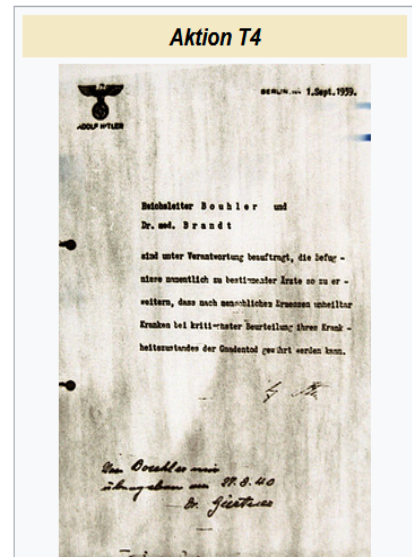 Aktion T4
ADOLF HITLER
BERLIN, 1.Sept.1939.
Reichsleiter B o u h l e r und
Dr. med. B r a n d t
sind unter Verantwortung beauftragt, die Befug -
nisse namentlich zu bestimmender Ärzte so zu er -
weitern, dass nach menschlichem Ermessen unheilbar
Kranken bei kritischster Beurteilung ihres Krank -
heitszustandes der Gnadentod gewährt werden kann.
Von Bouhler mir
übergeben am 27.8.40
Dr. Gürtner